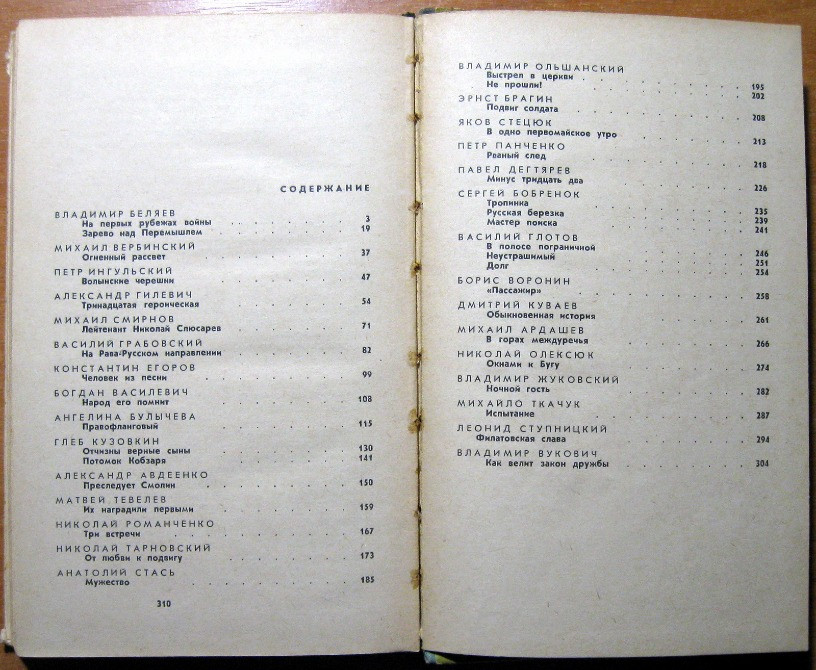 СОДЕРЖАНИЕ
ВЛАДИМИР БЕЛЯЕВ
На первых рубежах войны . . . . . . . 3
Зарево над Перемышлем . . . . . . . 19
МИХАИЛ ВЕРБИНСКИЙ
Огненный рассвет . . . . . . . 37
ПЕТР ИНГУЛЬСКИЙ
Волынские черешни . . . . . . . 47
АЛЕКСАНДР ГИЛЕВИЧ
Тринадцатая героическая . . . . . . . 54
МИХАИЛ СМИРНОВ
Лейтенант Николай Слюсарев . . . . . . . 71
ВАСИЛИЙ ГРАБОВСКИЙ
На Рава-Русском направлении . . . . . . . 82
КОНСТАНТИН ЕГОРОВ
Человек из песни . . . . . . . 99
БОГДАН ВАСИЛЕВИЧ
Народ его помнит . . . . . . . 108
АНГЕЛИНА БУЛЫЧЕВА
Правофланговый . . . . . . . 115
ГЛЕБ КУЗОВКИН
Отчизны верные сыны . . . . . . . 130
Потомок Кобзаря . . . . . . . 141
АЛЕКСАНДР АВДЕЕНКО
Преследует Смолин . . . . . . . 150
МАТВЕЙ ТЕВЕЛЕВ
Их наградили первыми . . . . . . . 159
НИКОЛАЙ РОМАНЧЕНКО
Три встречи . . . . . . . 167
НИКОЛАЙ ТАРНОВСКИЙ
От любви к подвигу . . . . . . . 173
АНАТОЛИЙ СТАСЬ
Мужество . . . . . . . 185
310
ВЛАДИМИР ОЛЬШАНСКИЙ
Выстрел в церкви . . . . . . . 195
Не прошли! . . . . . . . 202
ЭРНСТ БРАГИН
Подвиг солдата . . . . . . . 208
ЯКОВ СТЕЦЮК
В одно первомайское утро . . . . . . . 213
ПЕТР ПАНЧЕНКО
Рваный след . . . . . . . 218
ПАВЕЛ ДЕГТЯРЕВ
Минус тридцать два . . . . . . . 226
СЕРГЕЙ БОБРЕНОК
Тропинка . . . . . . . 235
Русская березка . . . . . . . 239
Мастер поиска . . . . . . . 241
ВАСИЛИЙ ГЛОТОВ
В полосе пограничной . . . . . . . 246
Неустрашимый . . . . . . . 251
Долг . . . . . . . 254
БОРИС ВОРОНИН
«Пассажир» . . . . . . . 258
ДМИТРИЙ КУВАЕВ
Обыкновенная история . . . . . . . 261
МИХАИЛ АРДАШЕВ
В горах междуречья . . . . . . . 266
НИКОЛАЙ ОЛЕКСЮК
Окнами к Бугу . . . . . . . 274
ВЛАДИМИР ЖУКОВСКИЙ
Ночной гость . . . . . . . 282
МИХАЙЛО ТКАЧУК
Испытание . . . . . . . 287
ЛЕОНИД СТУПНИЦКИЙ
Филатовская слава . . . . . . . 294
ВЛАДИМИР ВУКОВИЧ
Как велит закон дружбы . . . . . . . 304